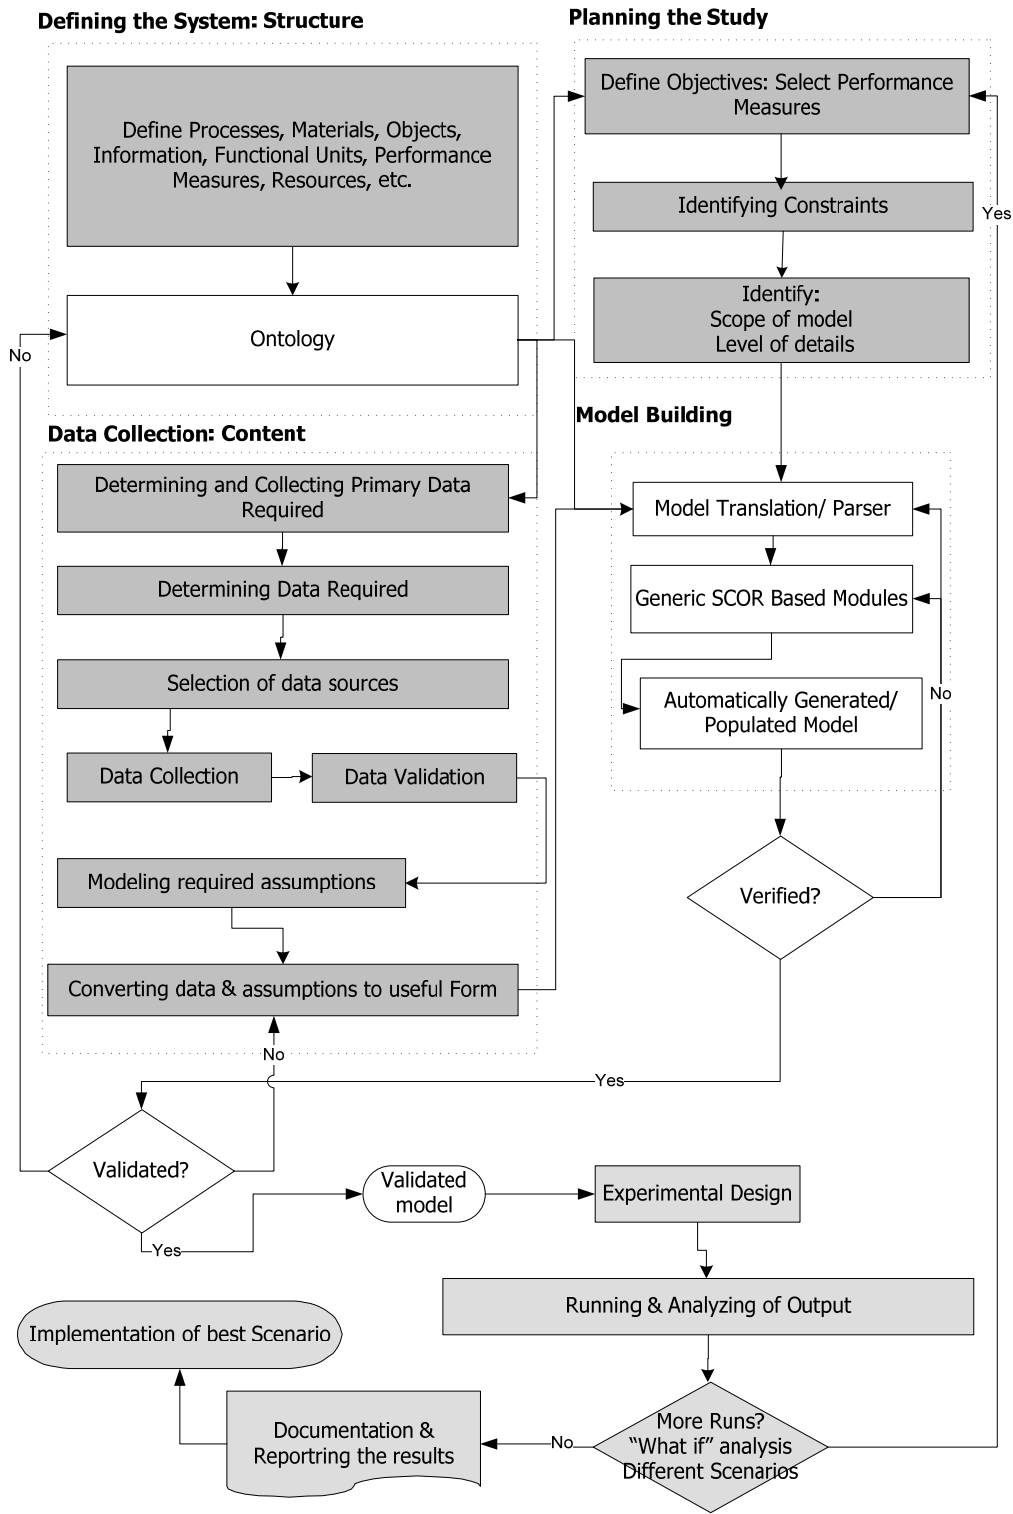 Defining the System: Structure
Define Processes, Materials, Objects,
Information, Functional Units, Performance
Measures, Resources, etc.
Ontology
No
Planning the Study
Define Objectives: Select Performance
Measures
Identifying Constraints
Yes
Identify:
Scope of model
Level of details
Data Collection: Content
Determining and Collecting Primary Data
Required
Determining Data Required
Selection of data sources
Data Collection
Data Validation
Modeling required assumptions
Converting data & assumptions to useful Form
No
Model Building
Model Translation/ Parser
Generic SCOR Based Modules
Automatically Generated/
Populated Model
No
Verified?
Yes
Validated?
Yes
Validated
model
Experimental Design
Running & Analyzing of Output
More Runs?
“What if” analysis
Different Scenarios
No
Documentation &
Reportring the results
Implementation of best Scenario